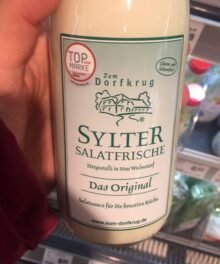 TOP
MARKE
Zum
Dorfkrug
SYLTER
SALATFRISCHE
Hergestellt in Neu Wulmstorf
Das Original
Salatsauce für die kreative Küche
www.zum-dorfkrug.de